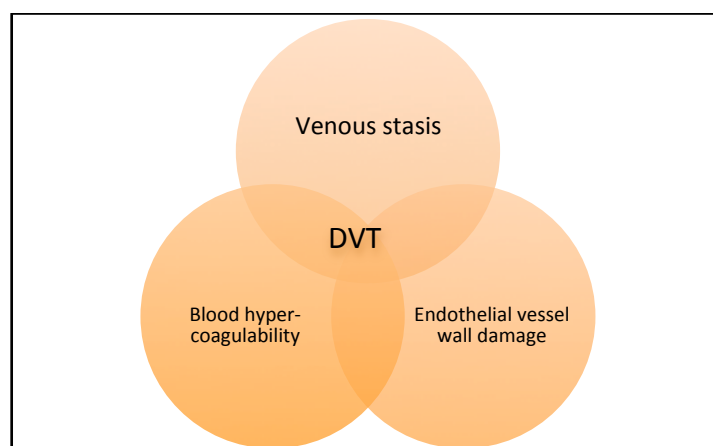 Venous stasis
DVT
Blood hyper-
coagulability
Endothelial vessel
wall damage